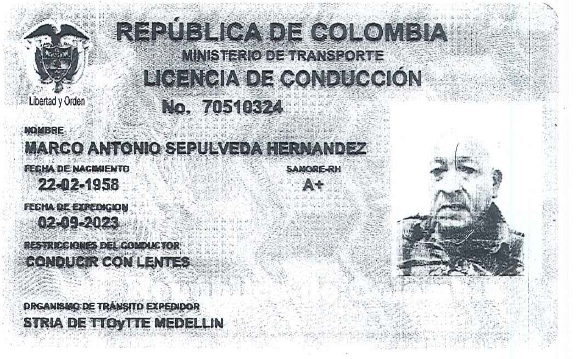 REPÚBLICA DE COLOMBIA
MINISTERIO DE TRANSPORTE
LICENCIA DE CONDUCCIÓN
Libertad y Orden
No. 70510324
NOMBRE
MARCO ANTONIO SEPULVEDA HERNANDEZ
FECHA DE NACIMIENTO SANGRE-RH
22-02-1958 A+
FECHA DE EXPEDICION
02-09-2023
RESTRICCIONES DEL CONDUCTOR
CONDUCIR CON LENTES
ORGANISMO DE TRÁNSITO EXPEDIDOR
STRIA DE TTOyTTE MEDELLIN